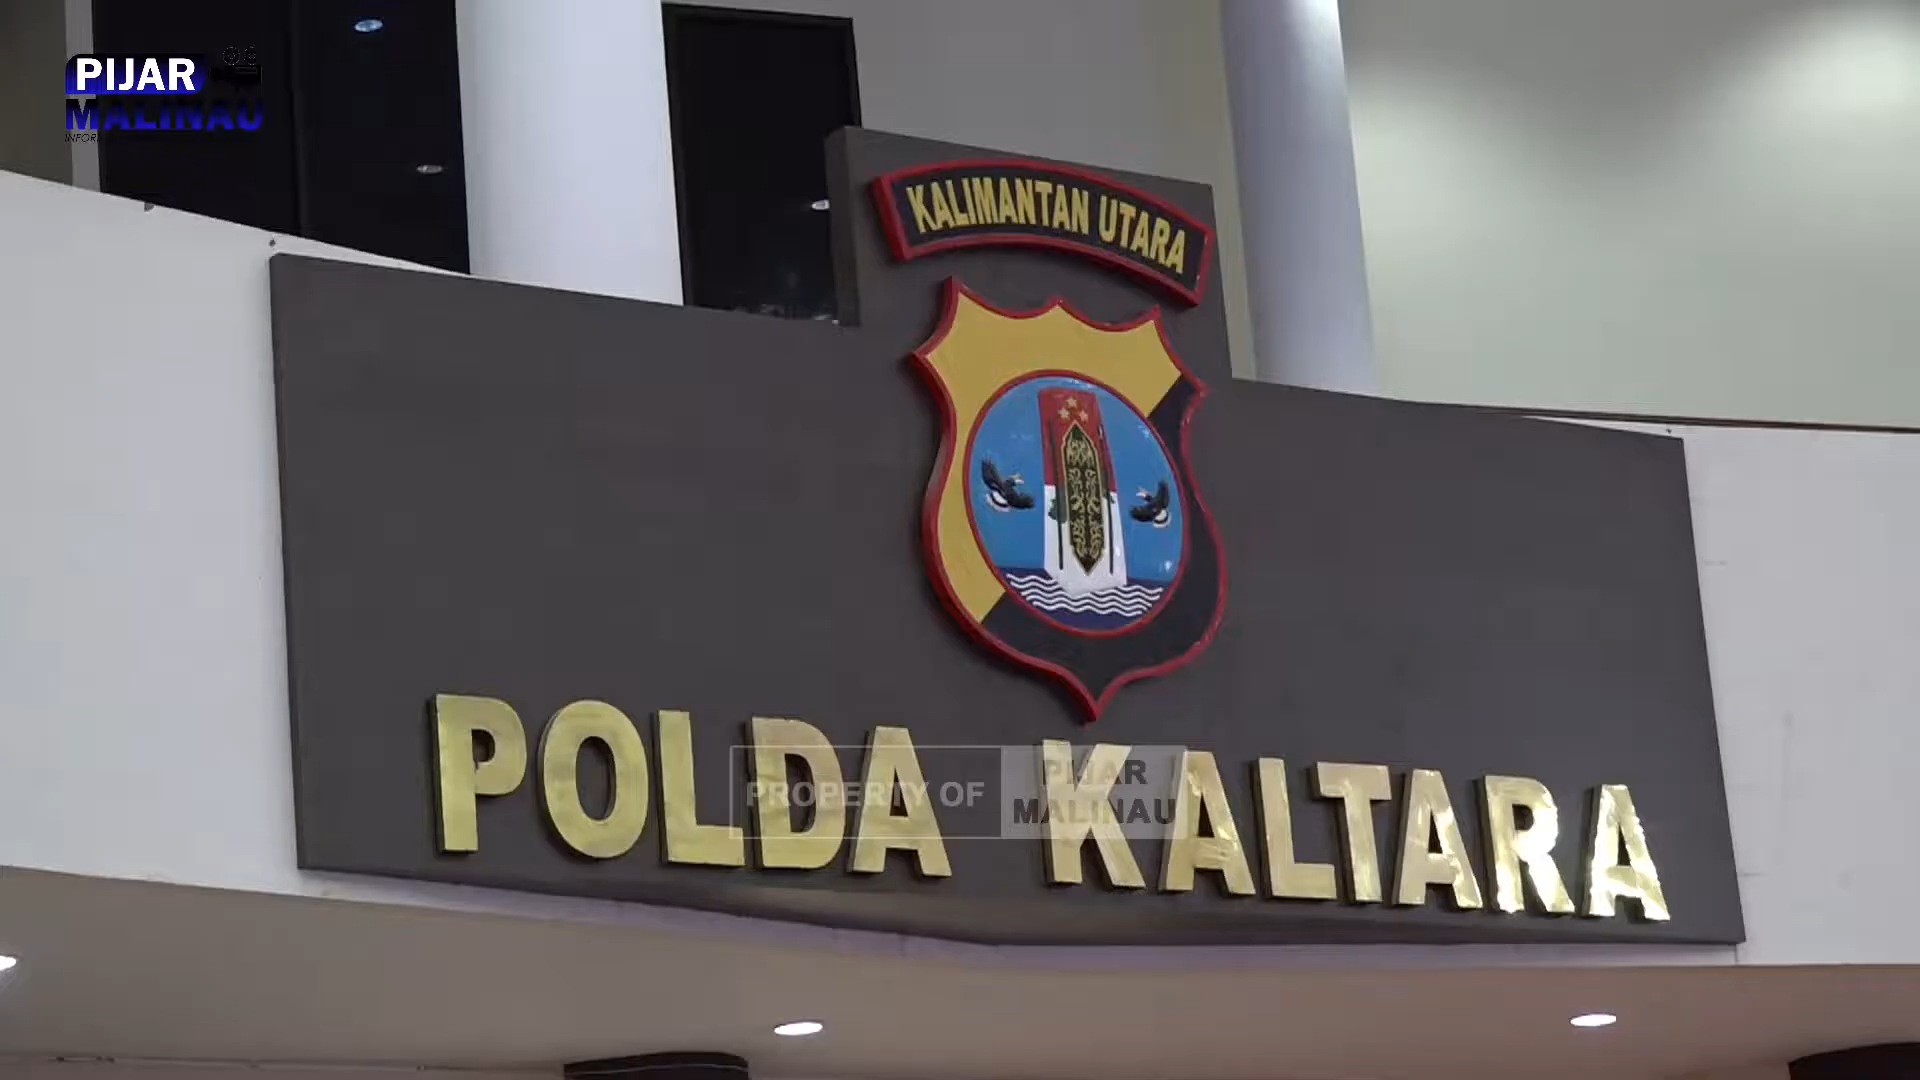 PIJAR
MALINAU
KALIMANTAN UTARA
POLDA KALTARA
PROPERTY OF
PIJAR
MALINAU